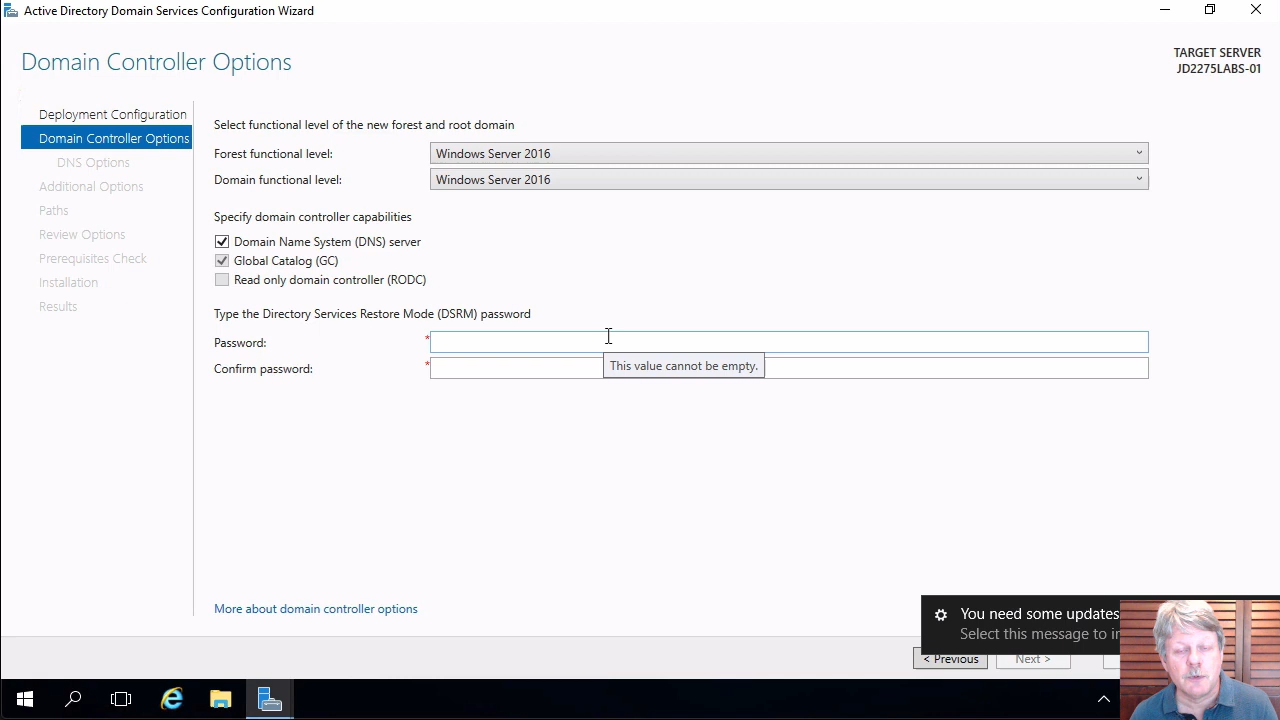 Active Directory Domain Services Configuration Wizard
Domain Controller Options
TARGET SERVER
JD2275LABS-01
Deployment Configuration
Domain Controller Options
DNS Options
Additional Options
Paths
Review Options
Prerequisites Check
Installation
Results
Select functional level of the new forest and root domain
Forest functional level:
Windows Server 2016
Domain functional level:
Windows Server 2016
Specify domain controller capabilities
Domain Name System (DNS) server
Global Catalog (GC)
Read only domain controller (RODC)
Type the Directory Services Restore Mode (DSRM) password
Password:
*
This value cannot be empty.
Confirm password:
*
More about domain controller options
You need some updates
Select this message to
< Previous
Next >